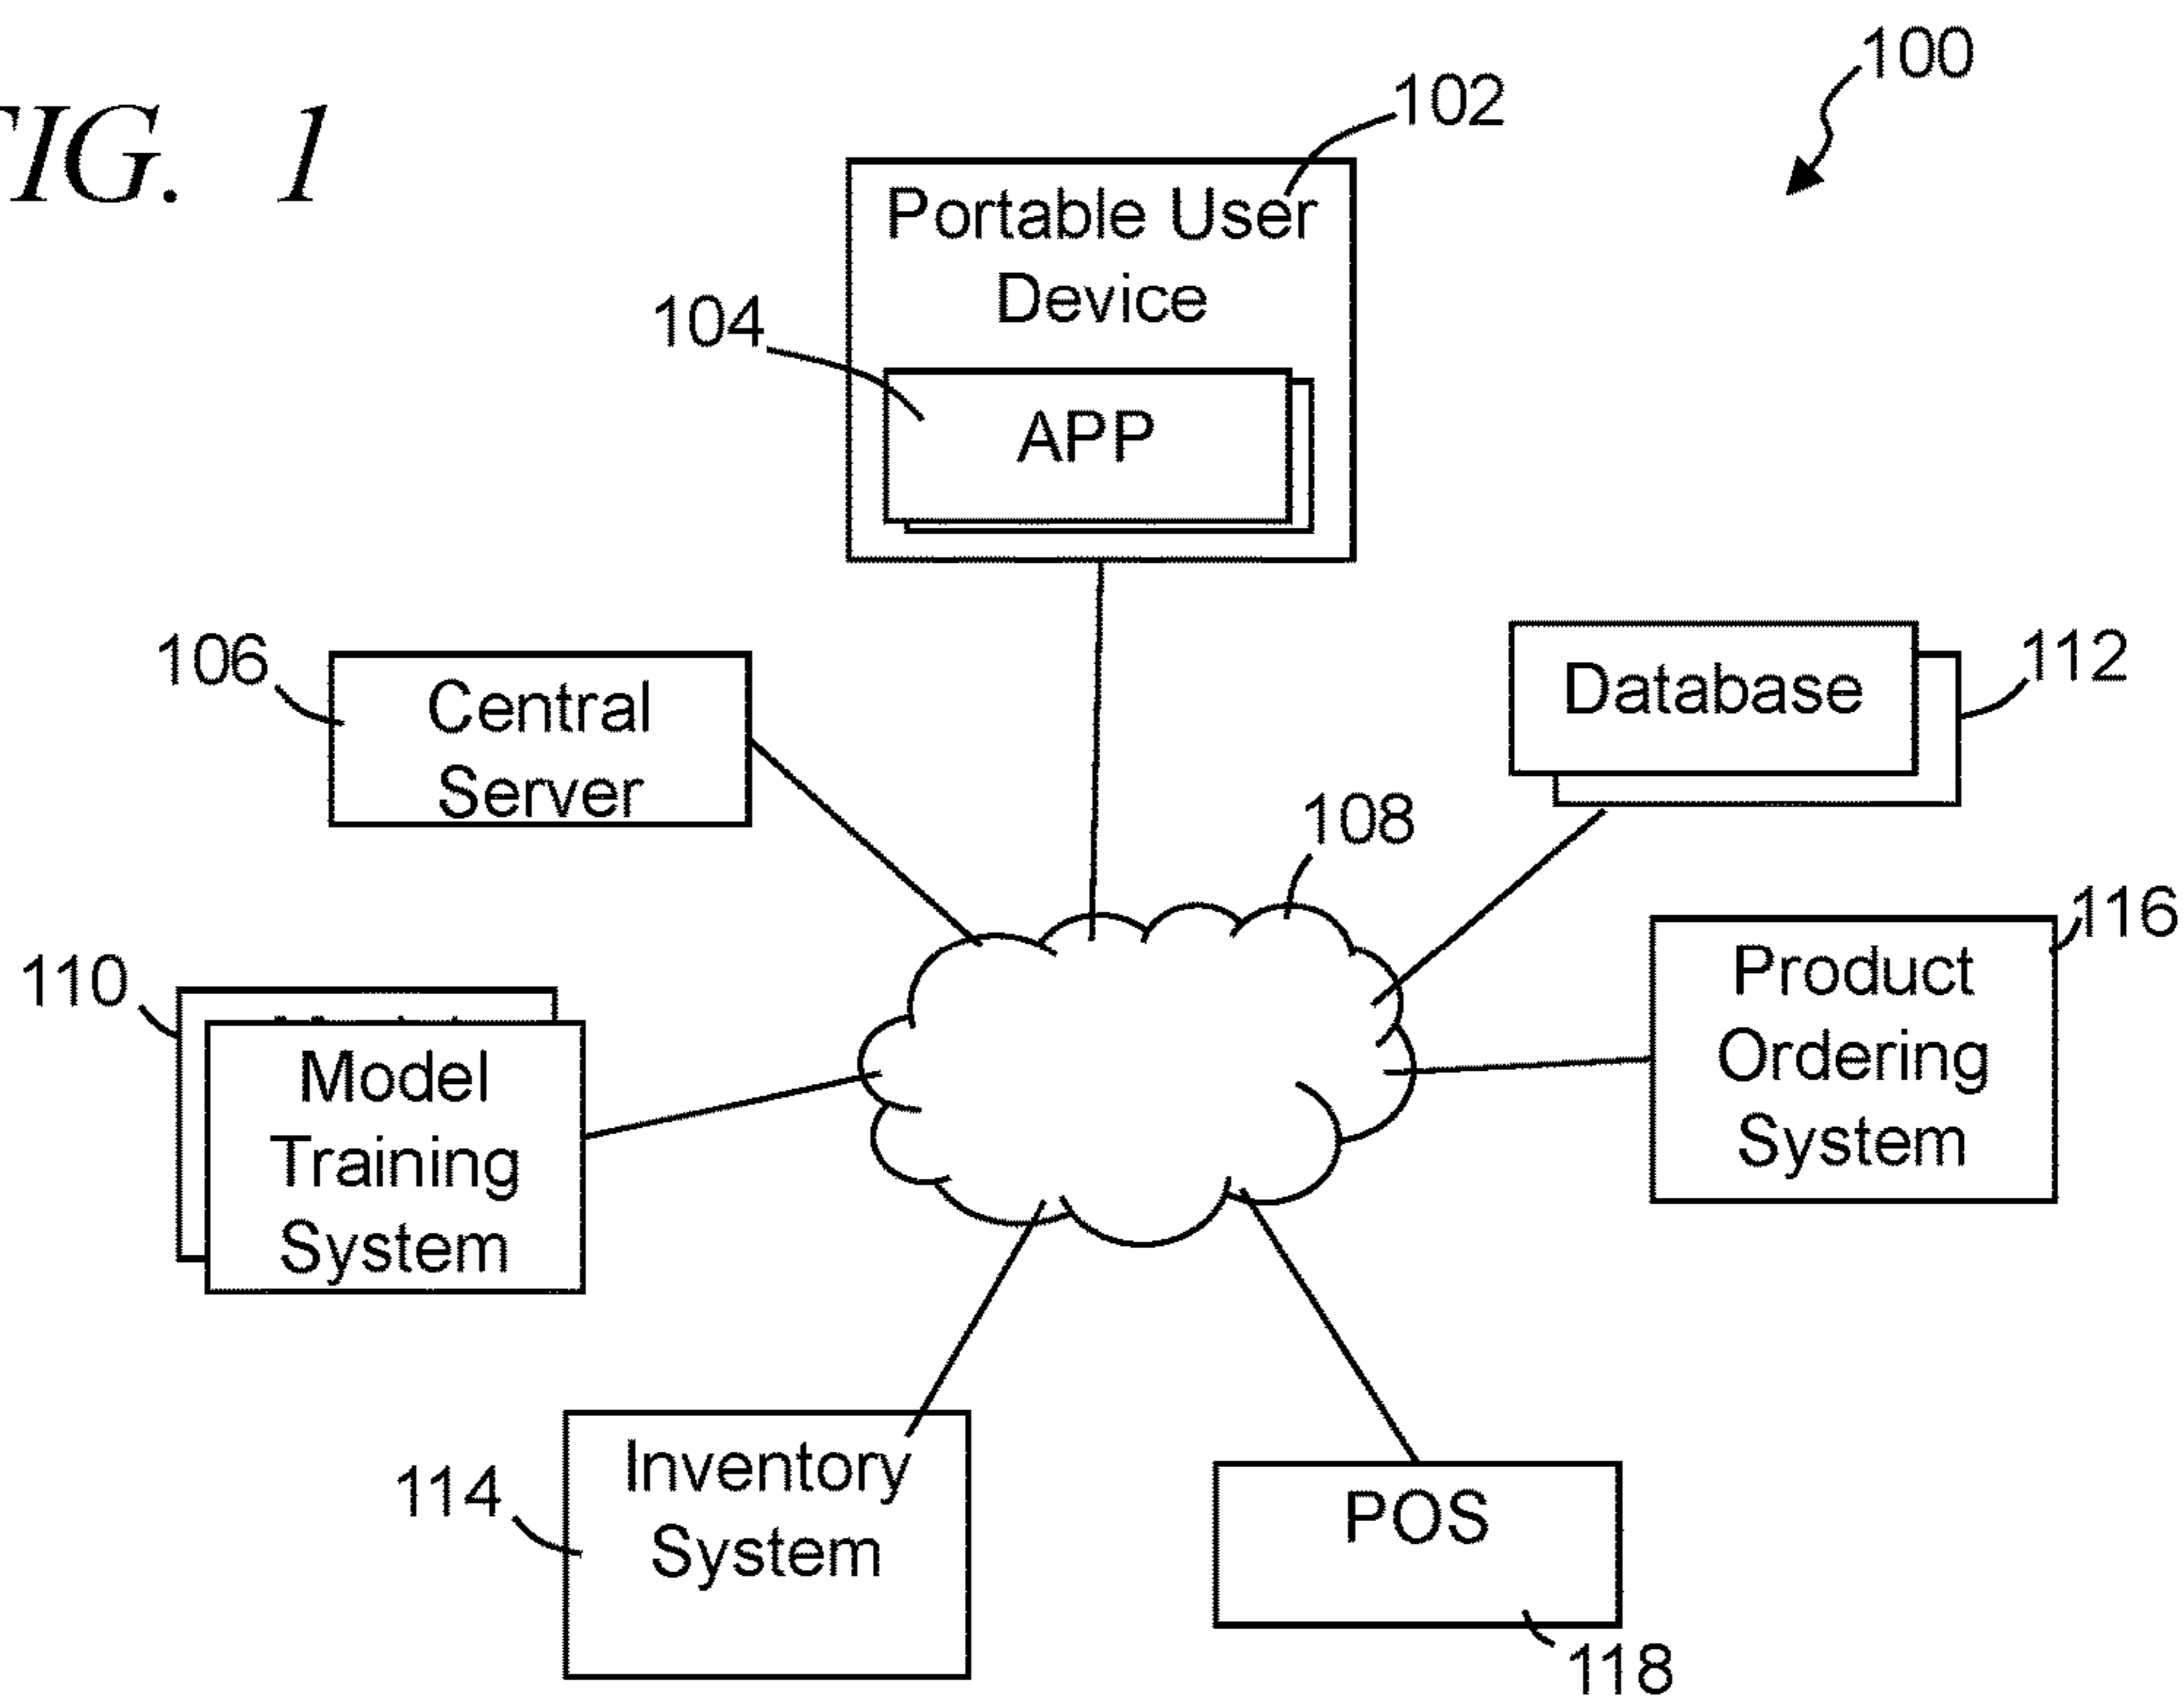 FIG. 1
100
102
Portable User
Device
104
APP
106
Central
Server
Database
112
108
116
Product
Ordering
System
110
Model
Training
System
114
Inventory
System
POS
118